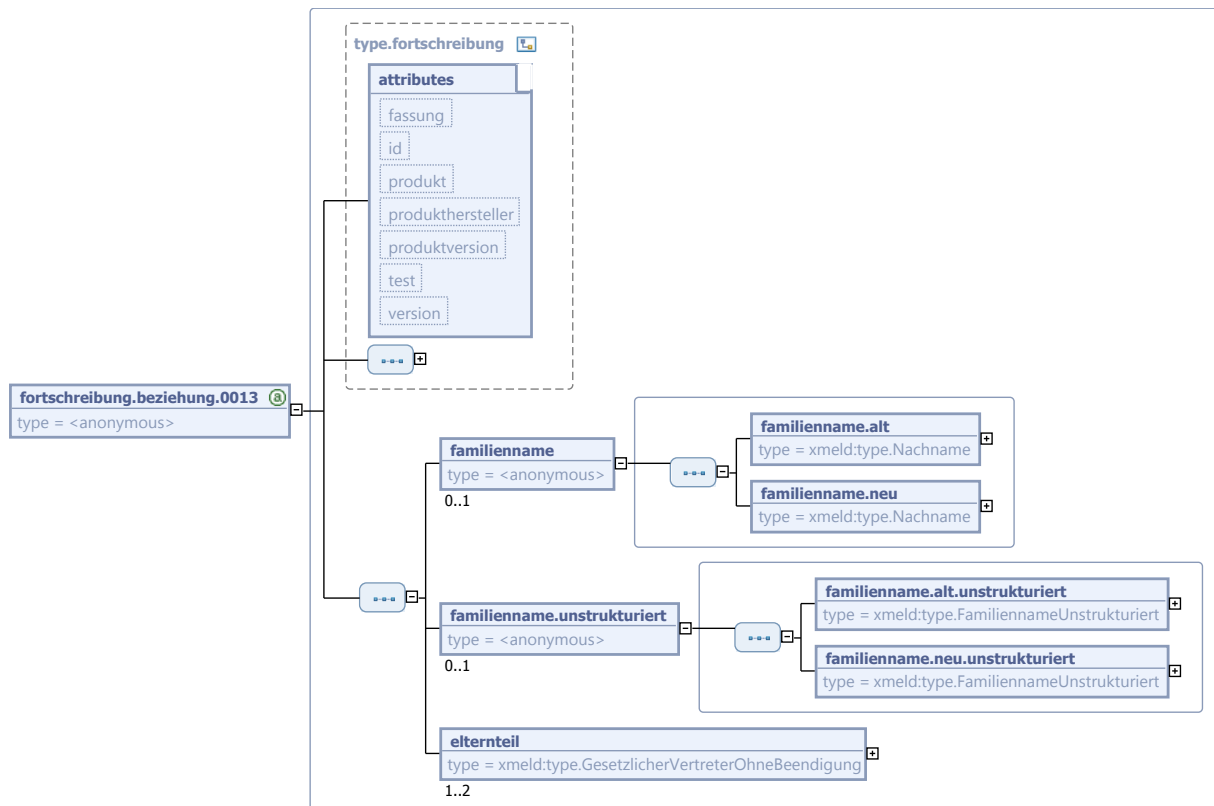 type.fortschreibung
attributes
fassung
id
produkt
produkthersteller
produktversion
test
version
fortschreibung.beziehung.0013 a
type = <anonymous>
familienname
type = <anonymous>
0..1
familienname.alt
type = xmeld:type.Nachname
familienname.neu
type = xmeld:type.Nachname
familienname.unstrukturiert
type = <anonymous>
0..1
familienname.alt.unstrukturiert
type = xmeld:type.FamiliennameUnstrukturiert
familienname.neu.unstrukturiert
type = xmeld:type.FamiliennameUnstrukturiert
elternteil
type = xmeld:type.GesetzlicherVertreterOhneBeendigung
1..2